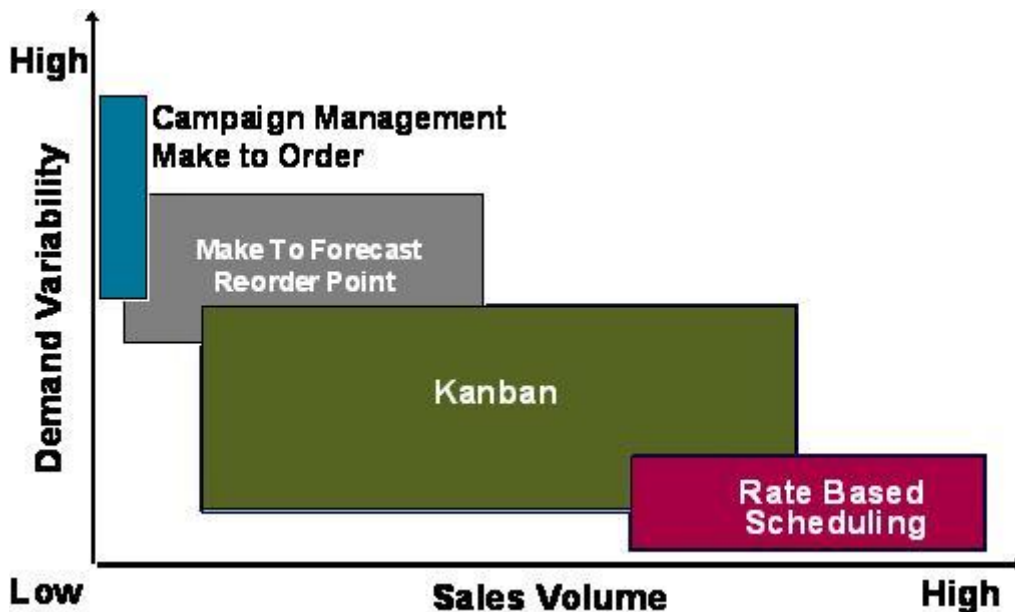 High
Campaign Management
Make to Order
Demand Variability
Make To Forecast
Reorder Point
Kanban
Rate Based
Scheduling
Low
Sales Volume
High